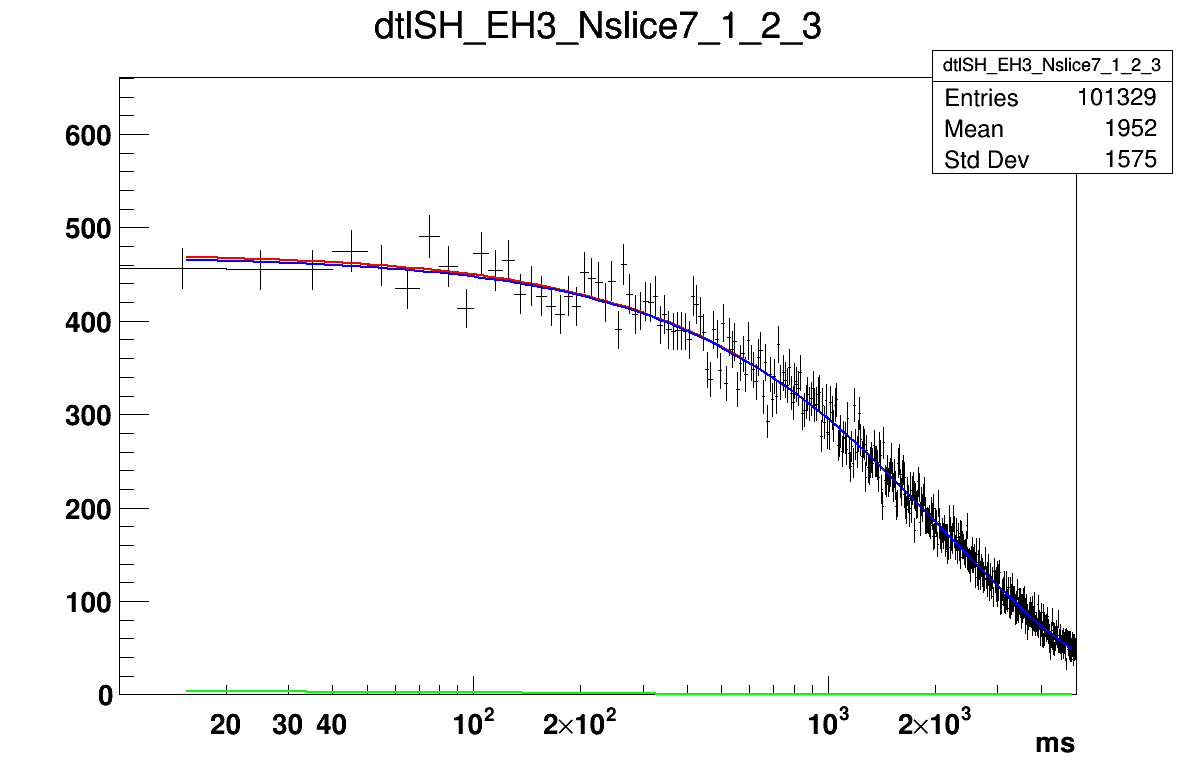 dtlSH_EH3_Nslice7_1_2_3
dtlSH_EH3_Nslice7_1_2_3
Entries 101329
Mean 1952
Std Dev 1575
600
500
400
300
200
100
0
20 30 40 10² 2×10² 10³ 2×10³
ms